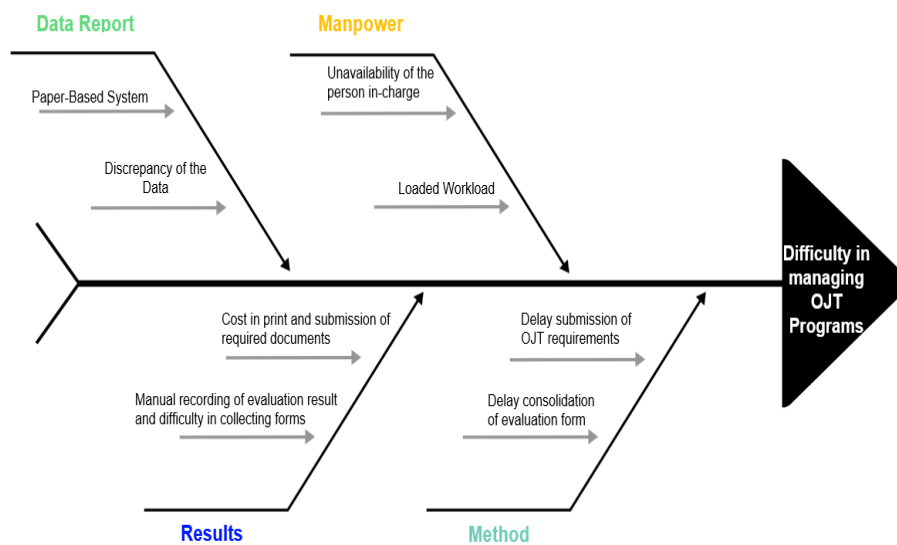 Data Report
Manpower
Paper-Based System
Discrepancy of the
Data
Unavailability of the
person in-charge
Loaded Workload
Difficulty in
managing
OJT
Programs
Cost in print and submission of
required documents
Manual recording of evaluation result
and difficulty in collecting forms
Delay submission of
OJT requirements
Delay consolidation
of evaluation form
Results
Method